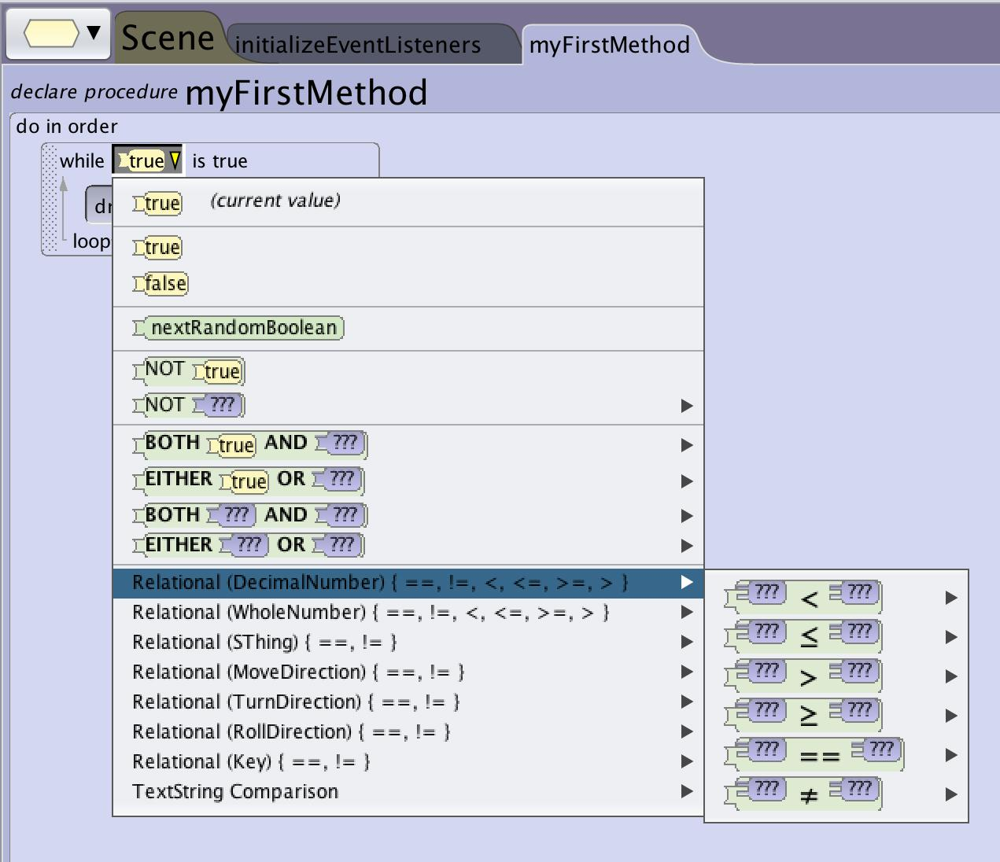 Scene initializeEventListeners myFirstMethod
declare procedure myFirstMethod
do in order
while true is true
true (current value)
true
false
nextRandomBoolean
NOT true
NOT ???
BOTH true AND ???
EITHER true OR ???
BOTH ??? AND ???
EITHER ??? OR ???
Relational (DecimalNumber) { ==, !=, <, <=, >=, > }
Relational (WholeNumber) { ==, !=, <, <=, >=, > }
Relational (SThing) { ==, != }
Relational (MoveDirection) { ==, != }
Relational (TurnDirection) { ==, != }
Relational (RollDirection) { ==, != }
Relational (Key) { ==, != }
TextString Comparison
??? < ???
??? ≤ ???
??? > ???
??? ≥ ???
??? == ???
??? ≠ ???
dr
loop